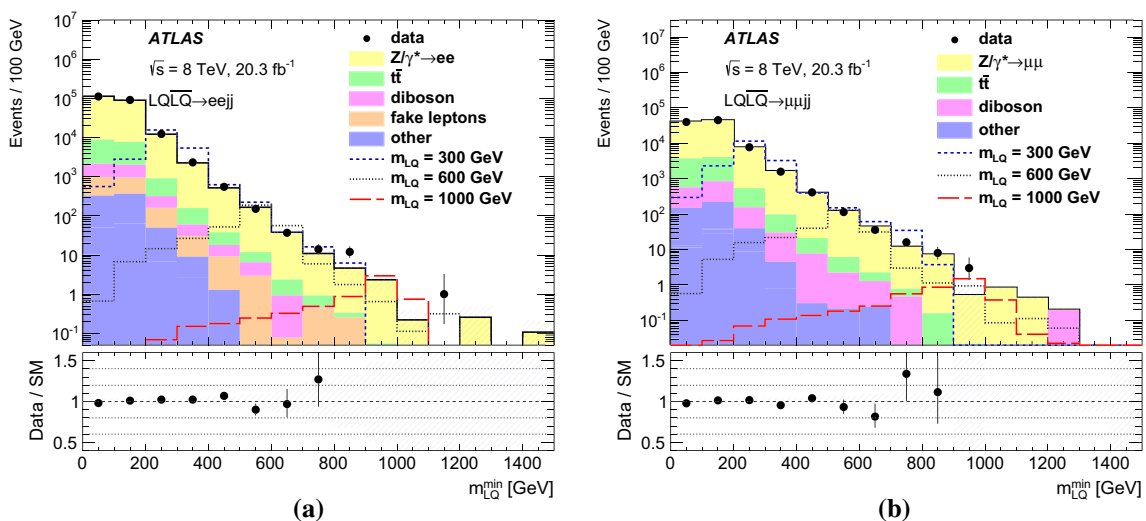 Events / 100 GeV
10^7
10^6
10^5
10^4
10^3
10^2
10
1
10^-1
ATLAS
√s = 8 TeV, 20.3 fb^-1
LQL̅Q̅→eejj
data
Z/γ*→ee
tt̅
diboson
fake leptons
other
m_LQ = 300 GeV
m_LQ = 600 GeV
m_LQ = 1000 GeV
Data / SM
1.5
1
0.5
0 200 400 600 800 1000 1200 1400
m_LQ^min [GeV]
(a)
Events / 100 GeV
10^7
10^6
10^5
10^4
10^3
10^2
10
1
10^-1
ATLAS
√s = 8 TeV, 20.3 fb^-1
LQL̅Q̅→μμjj
data
Z/γ*→μμ
tt̅
diboson
other
m_LQ = 300 GeV
m_LQ = 600 GeV
m_LQ = 1000 GeV
Data / SM
1.5
1
0.5
0 200 400 600 800 1000 1200 1400
m_LQ^min [GeV]
(b)